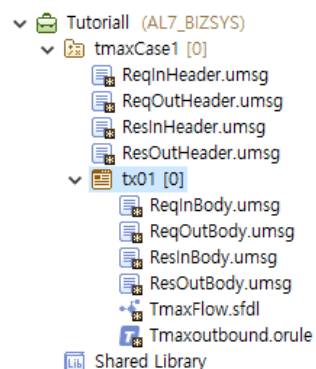 Tutoriall (AL7_BIZSYS)
tmaxCase1 [0]
ReqInHeader.umsg
ReqOutHeader.umsg
ResInHeader.umsg
ResOutHeader.umsg
tx01 [0]
ReqInBody.umsg
ReqOutBody.umsg
ResInBody.umsg
ResOutBody.umsg
TmaxFlow.sfdl
Tmaxoutbound.orule
Lib Shared Library